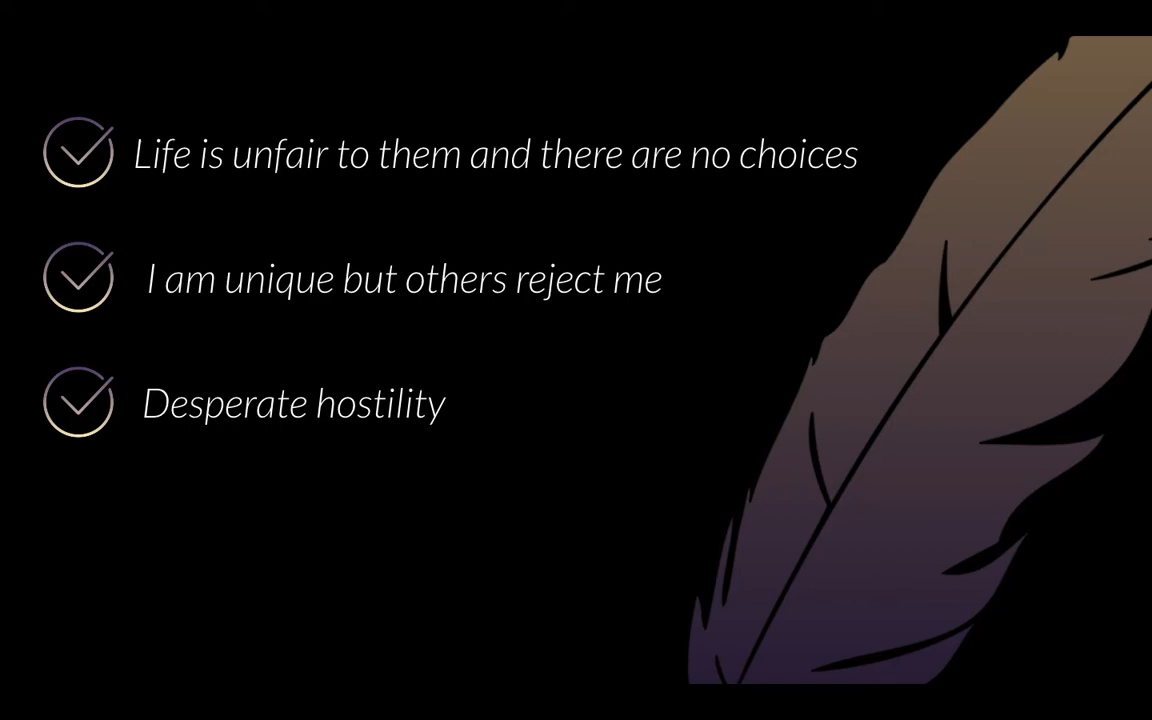 Life is unfair to them and there are no choices
I am unique but others reject me
Desperate hostility